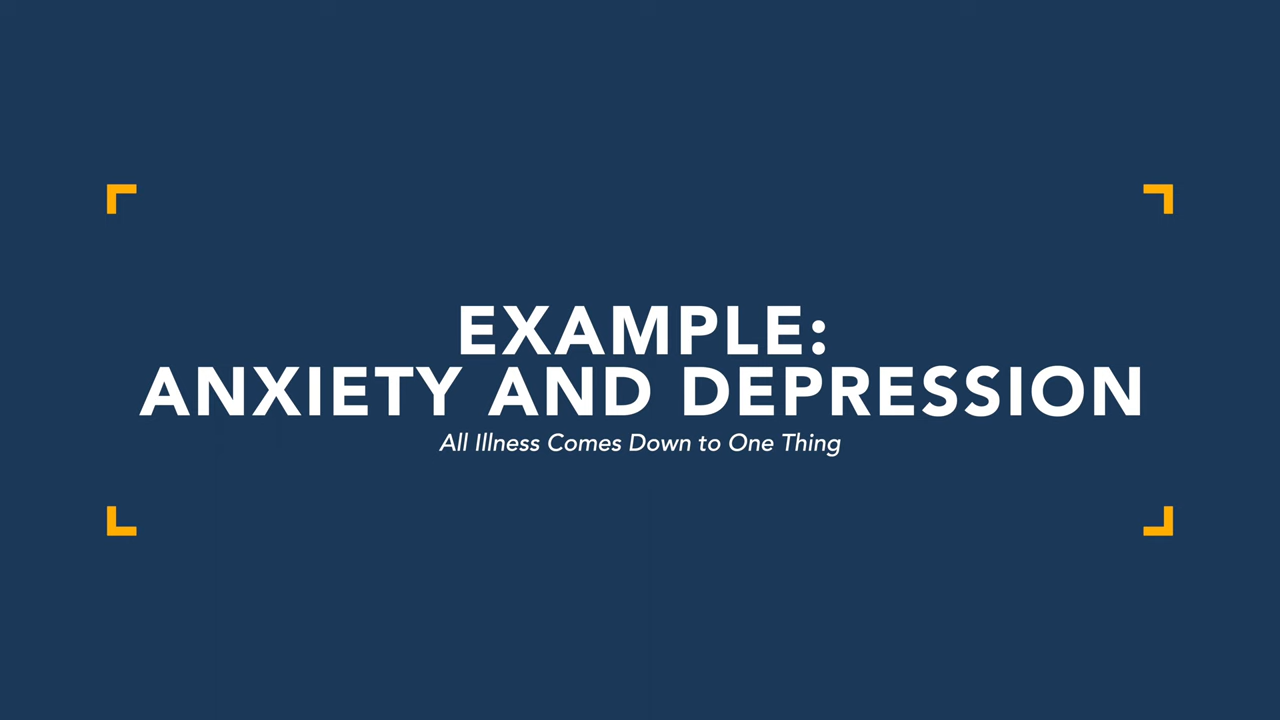 EXAMPLE:
ANXIETY AND DEPRESSION
All Illness Comes Down to One Thing